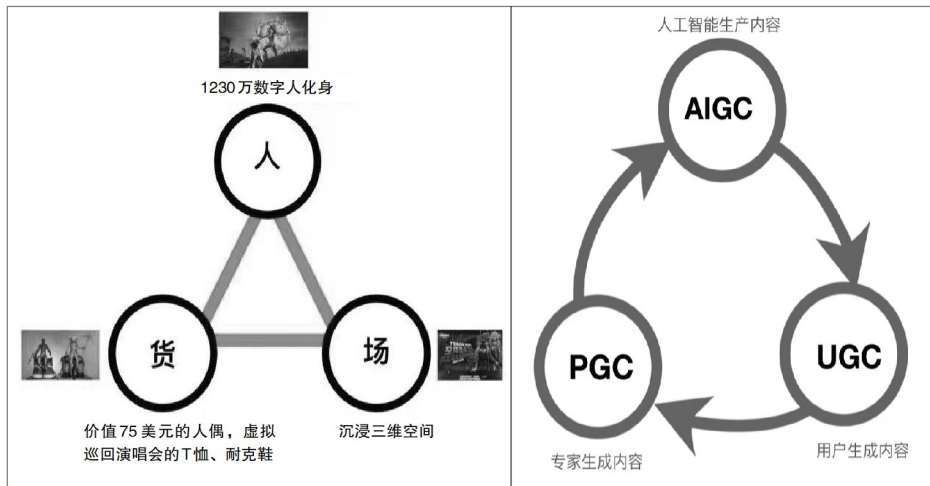 1230万数字人化身
人
货
场
价值75美元的人偶，虚拟
巡回演唱会的T恤、耐克鞋
沉浸三维空间
人工智能生产内容
AIGC
PGC
UGC
专家生成内容
用户生成内容